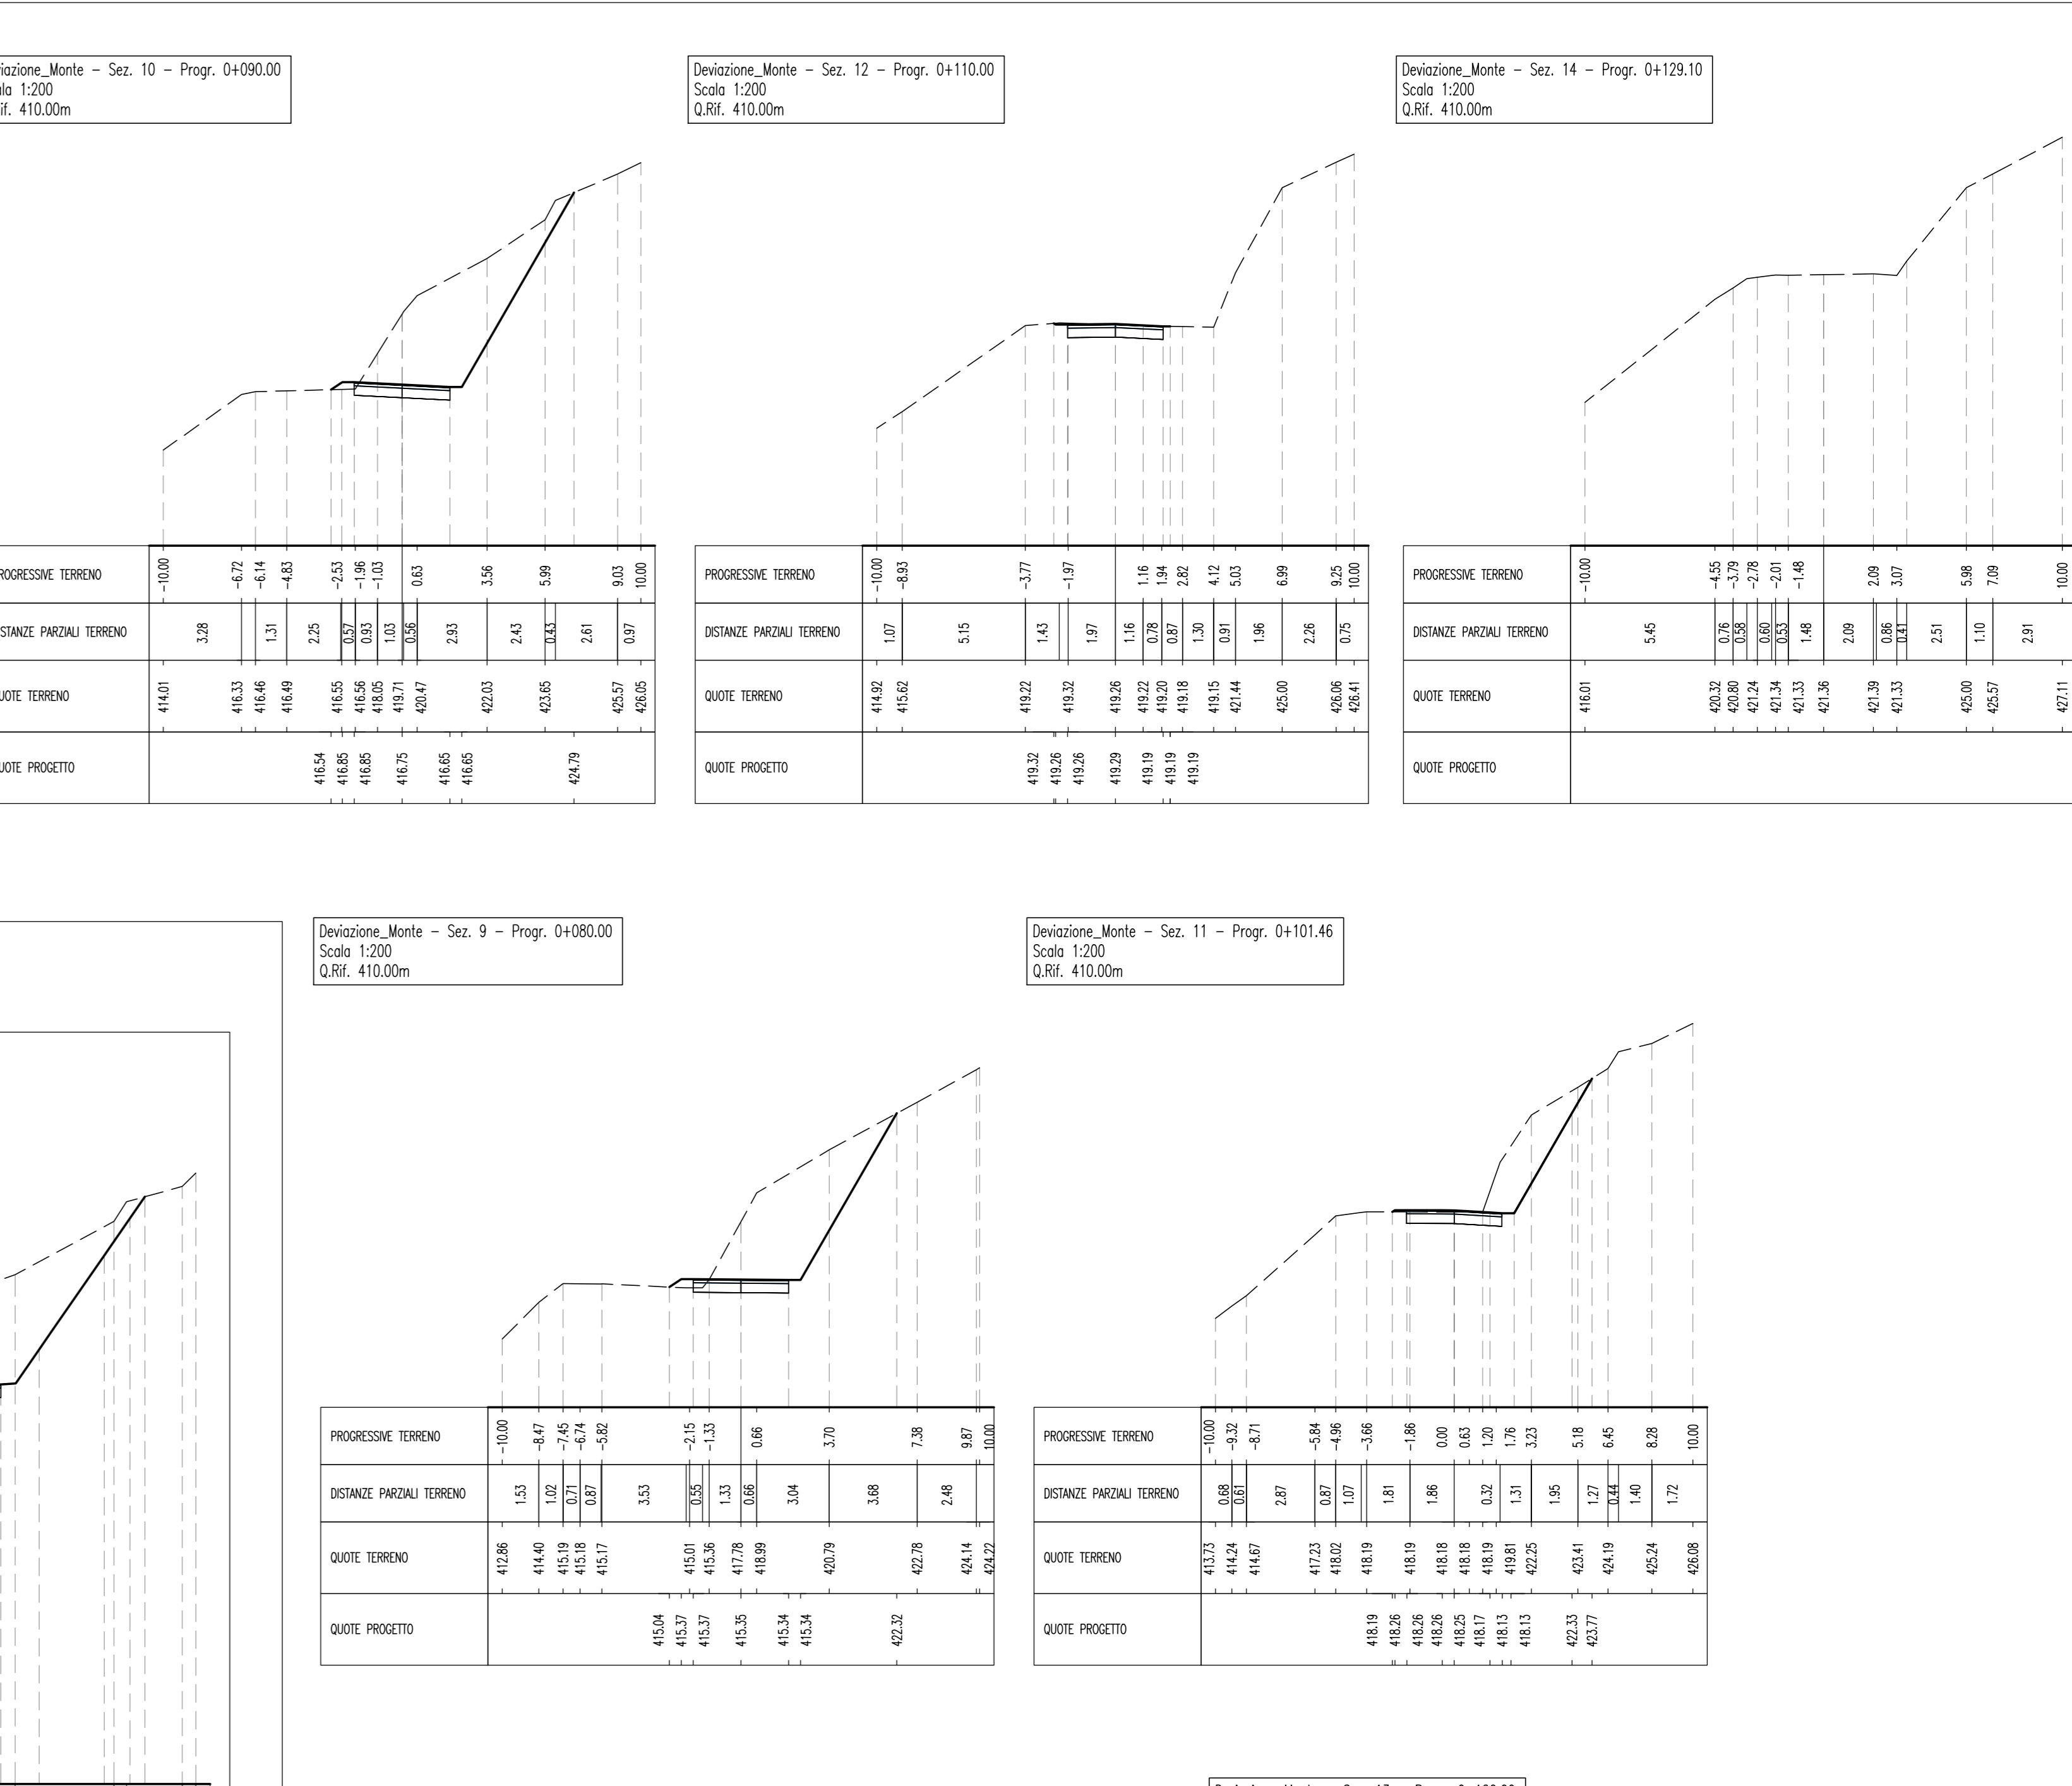 iazione_Monte – Sez. 10 – Progr. 0+090.00
ala 1:200
if. 410.00m
Deviazione_Monte – Sez. 12 – Progr. 0+110.00
Scala 1:200
Q.Rif. 410.00m
Deviazione_Monte – Sez. 14 – Progr. 0+129.10
Scala 1:200
Q.Rif. 410.00m
ROGRESSIVE TERRENO -10.00 -6.72 -6.14 -4.83 -2.53 -1.96 -1.03 0.63 3.56 5.99 9.03 10.00
STANZE PARZIALI TERRENO 3.28 1.31 2.25 0.57 0.93 1.03 0.56 2.93 2.43 0.43 2.61 0.97
UOTE TERRENO 414.01 416.33 416.46 416.49 416.55 416.56 418.05 419.71 420.47 422.03 423.65 425.57 426.05
UOTE PROGETTO 416.54 416.85 416.85 416.75 416.65 416.65 424.79
PROGRESSIVE TERRENO -10.00 -8.93 -3.77 -1.97 1.16 1.94 2.82 4.12 5.03 6.99 9.25 10.00
DISTANZE PARZIALI TERRENO 1.07 5.15 1.43 1.97 1.16 0.78 0.87 1.30 0.91 1.96 2.26 0.75
QUOTE TERRENO 414.92 415.62 419.22 419.32 419.26 419.22 419.20 419.18 419.15 421.44 425.00 426.06 426.41
QUOTE PROGETTO 419.32 419.26 419.26 419.29 419.19 419.19 419.19
PROGRESSIVE TERRENO -10.00 -4.55 -3.79 -2.78 -2.01 -1.48 2.09 3.07 5.98 7.09 10.00
DISTANZE PARZIALI TERRENO 5.45 0.76 0.58 0.60 0.53 1.48 2.09 0.86 0.41 2.51 1.10 2.91
QUOTE TERRENO 416.01 420.32 420.80 421.24 421.34 421.33 421.36 421.39 421.33 425.00 425.57 427.11
QUOTE PROGETTO
Deviazione_Monte – Sez. 9 – Progr. 0+080.00
Scala 1:200
Q.Rif. 410.00m
Deviazione_Monte – Sez. 11 – Progr. 0+101.46
Scala 1:200
Q.Rif. 410.00m
PROGRESSIVE TERRENO -10.00 -8.47 -7.45 -6.74 -5.82 -2.15 -1.33 0.66 3.70 7.38 9.87 10.00
DISTANZE PARZIALI TERRENO 1.53 1.02 0.71 0.87 3.53 0.55 1.33 0.66 3.04 3.68 2.48
QUOTE TERRENO 412.86 414.40 415.19 415.18 415.17 415.01 415.36 417.78 418.99 420.79 422.78 424.14 424.22
QUOTE PROGETTO 415.04 415.37 415.37 415.35 415.34 415.34 422.32
PROGRESSIVE TERRENO -10.00 -9.32 -8.71 -5.84 -4.96 -3.66 -1.86 0.00 0.63 1.20 1.76 3.23 5.18 6.45 8.28 10.00
DISTANZE PARZIALI TERRENO 0.68 0.61 2.87 0.87 1.07 1.81 1.86 0.32 1.31 1.95 1.27 0.44 1.40 1.72
QUOTE TERRENO 413.73 414.24 414.67 417.23 418.02 418.19 418.19 418.18 418.18 418.19 419.81 422.25 423.41 424.19 425.24 426.08
QUOTE PROGETTO 418.19 418.26 418.26 418.26 418.25 418.17 418.13 418.13 422.33 423.77